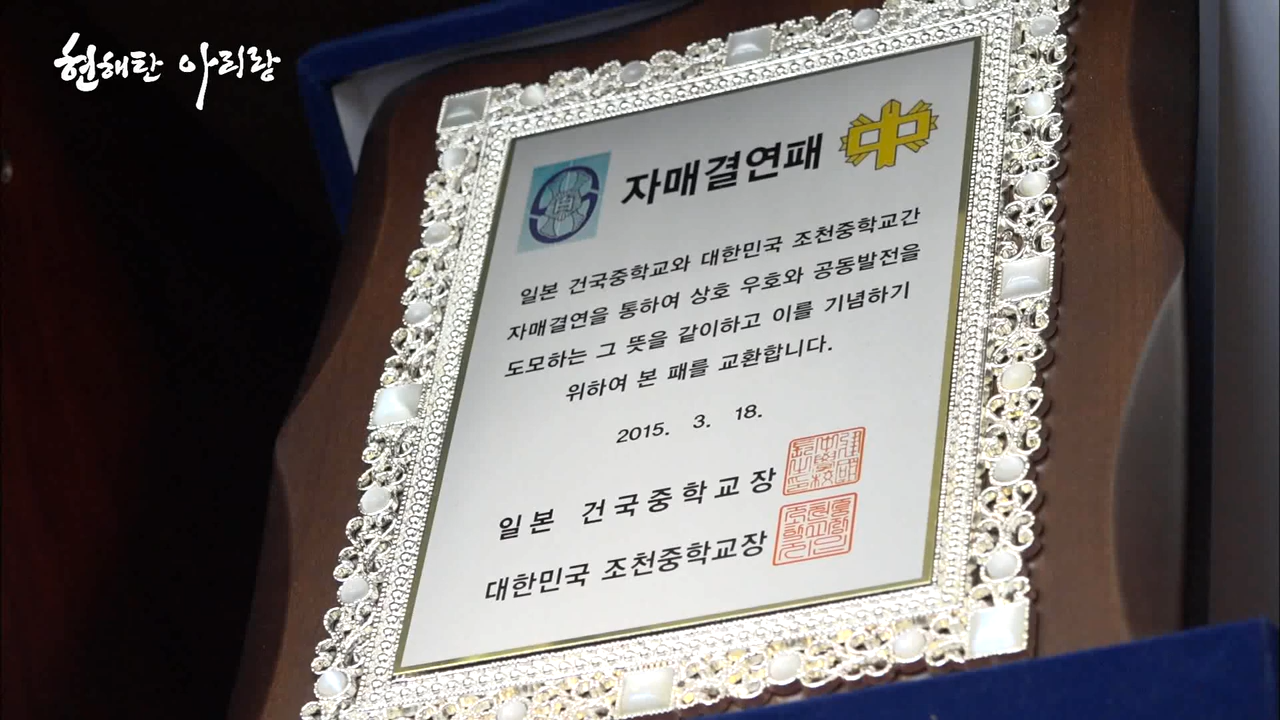 현해탄 아리랑
자매결연패
中
일본 건국중학교와 대한민국 조천중학교간
자매결연을 통하여 상호 우호와 공동발전을
도모하는 그 뜻을 같이하고 이를 기념하기
위하여 본 패를 교환합니다.
2015. 3. 18.
일본 건국중학교장
대한민국 조천중학교장